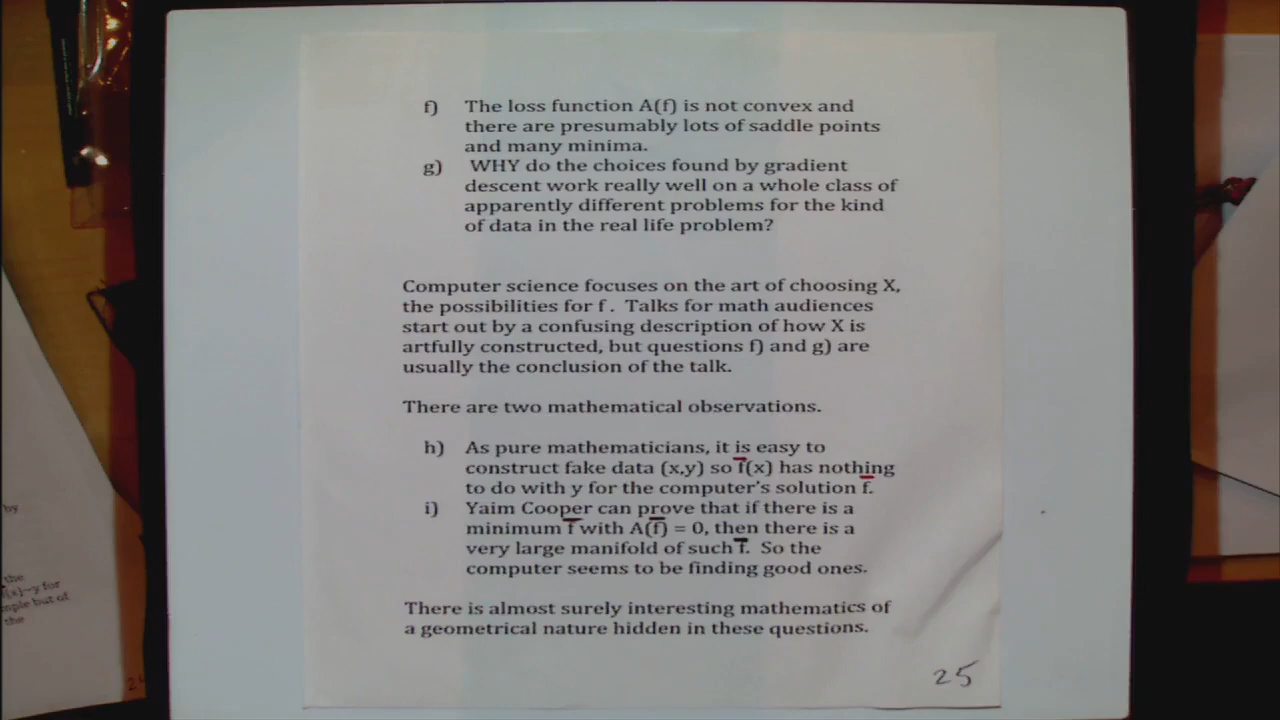 f) The loss function A(f) is not convex and
there are presumably lots of saddle points
and many minima.
g) WHY do the choices found by gradient
descent work really well on a whole class of
apparently different problems for the kind
of data in the real life problem?
Computer science focuses on the art of choosing X,
the possibilities for f . Talks for math audiences
start out by a confusing description of how X is
artfully constructed, but questions f) and g) are
usually the conclusion of the talk.
There are two mathematical observations.
h) As pure mathematicians, it is easy to
construct fake data (x,y) so f̅(x) has nothing
to do with y for the computer's solution f̅.
i) Yaim Cooper can prove that if there is a
minimum f̅ with A(f̅) = 0, then there is a
very large manifold of such f̅. So the
computer seems to be finding good ones.
There is almost surely interesting mathematics of
a geometrical nature hidden in these questions.
25
by
the
y for
mple but of
the